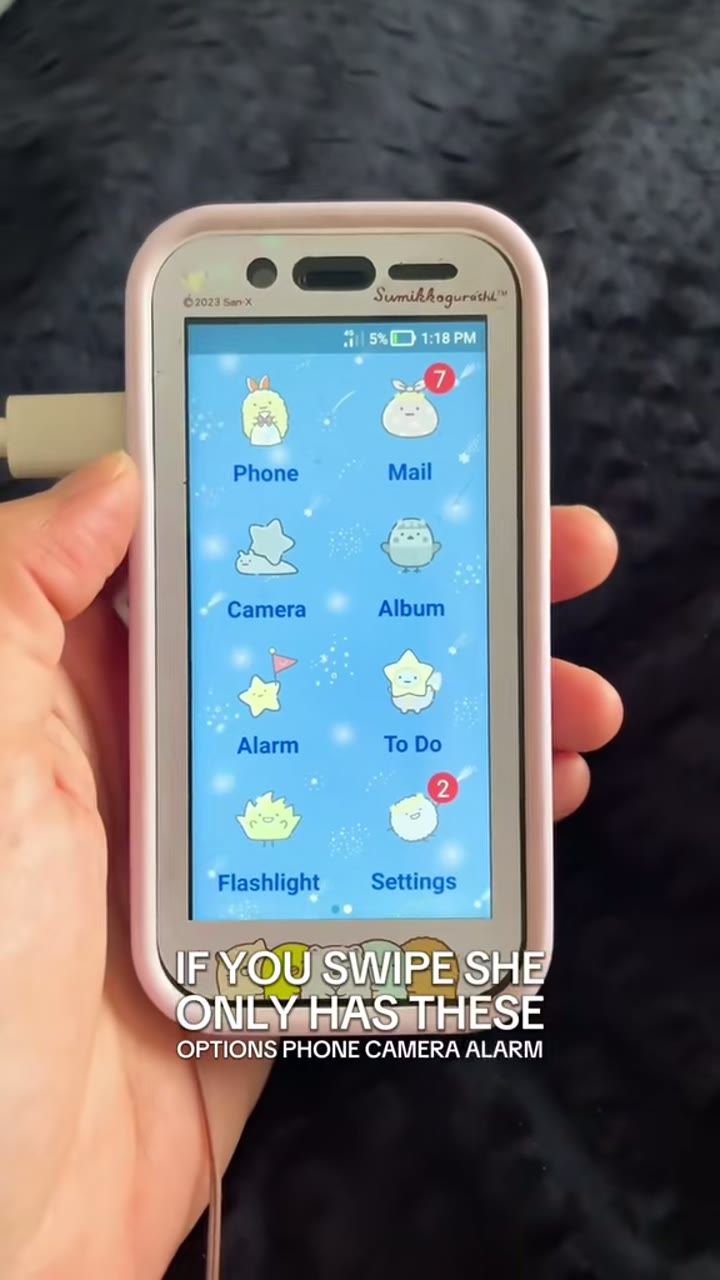 ©2023 San-X
Sumikkogurashi™
4G 5% 1:18 PM
7
Phone Mail
Camera Album
Alarm To Do
2
Flashlight Settings
IF YOU SWIPE SHE
ONLY HAS THESE
OPTIONS PHONE CAMERA ALARM